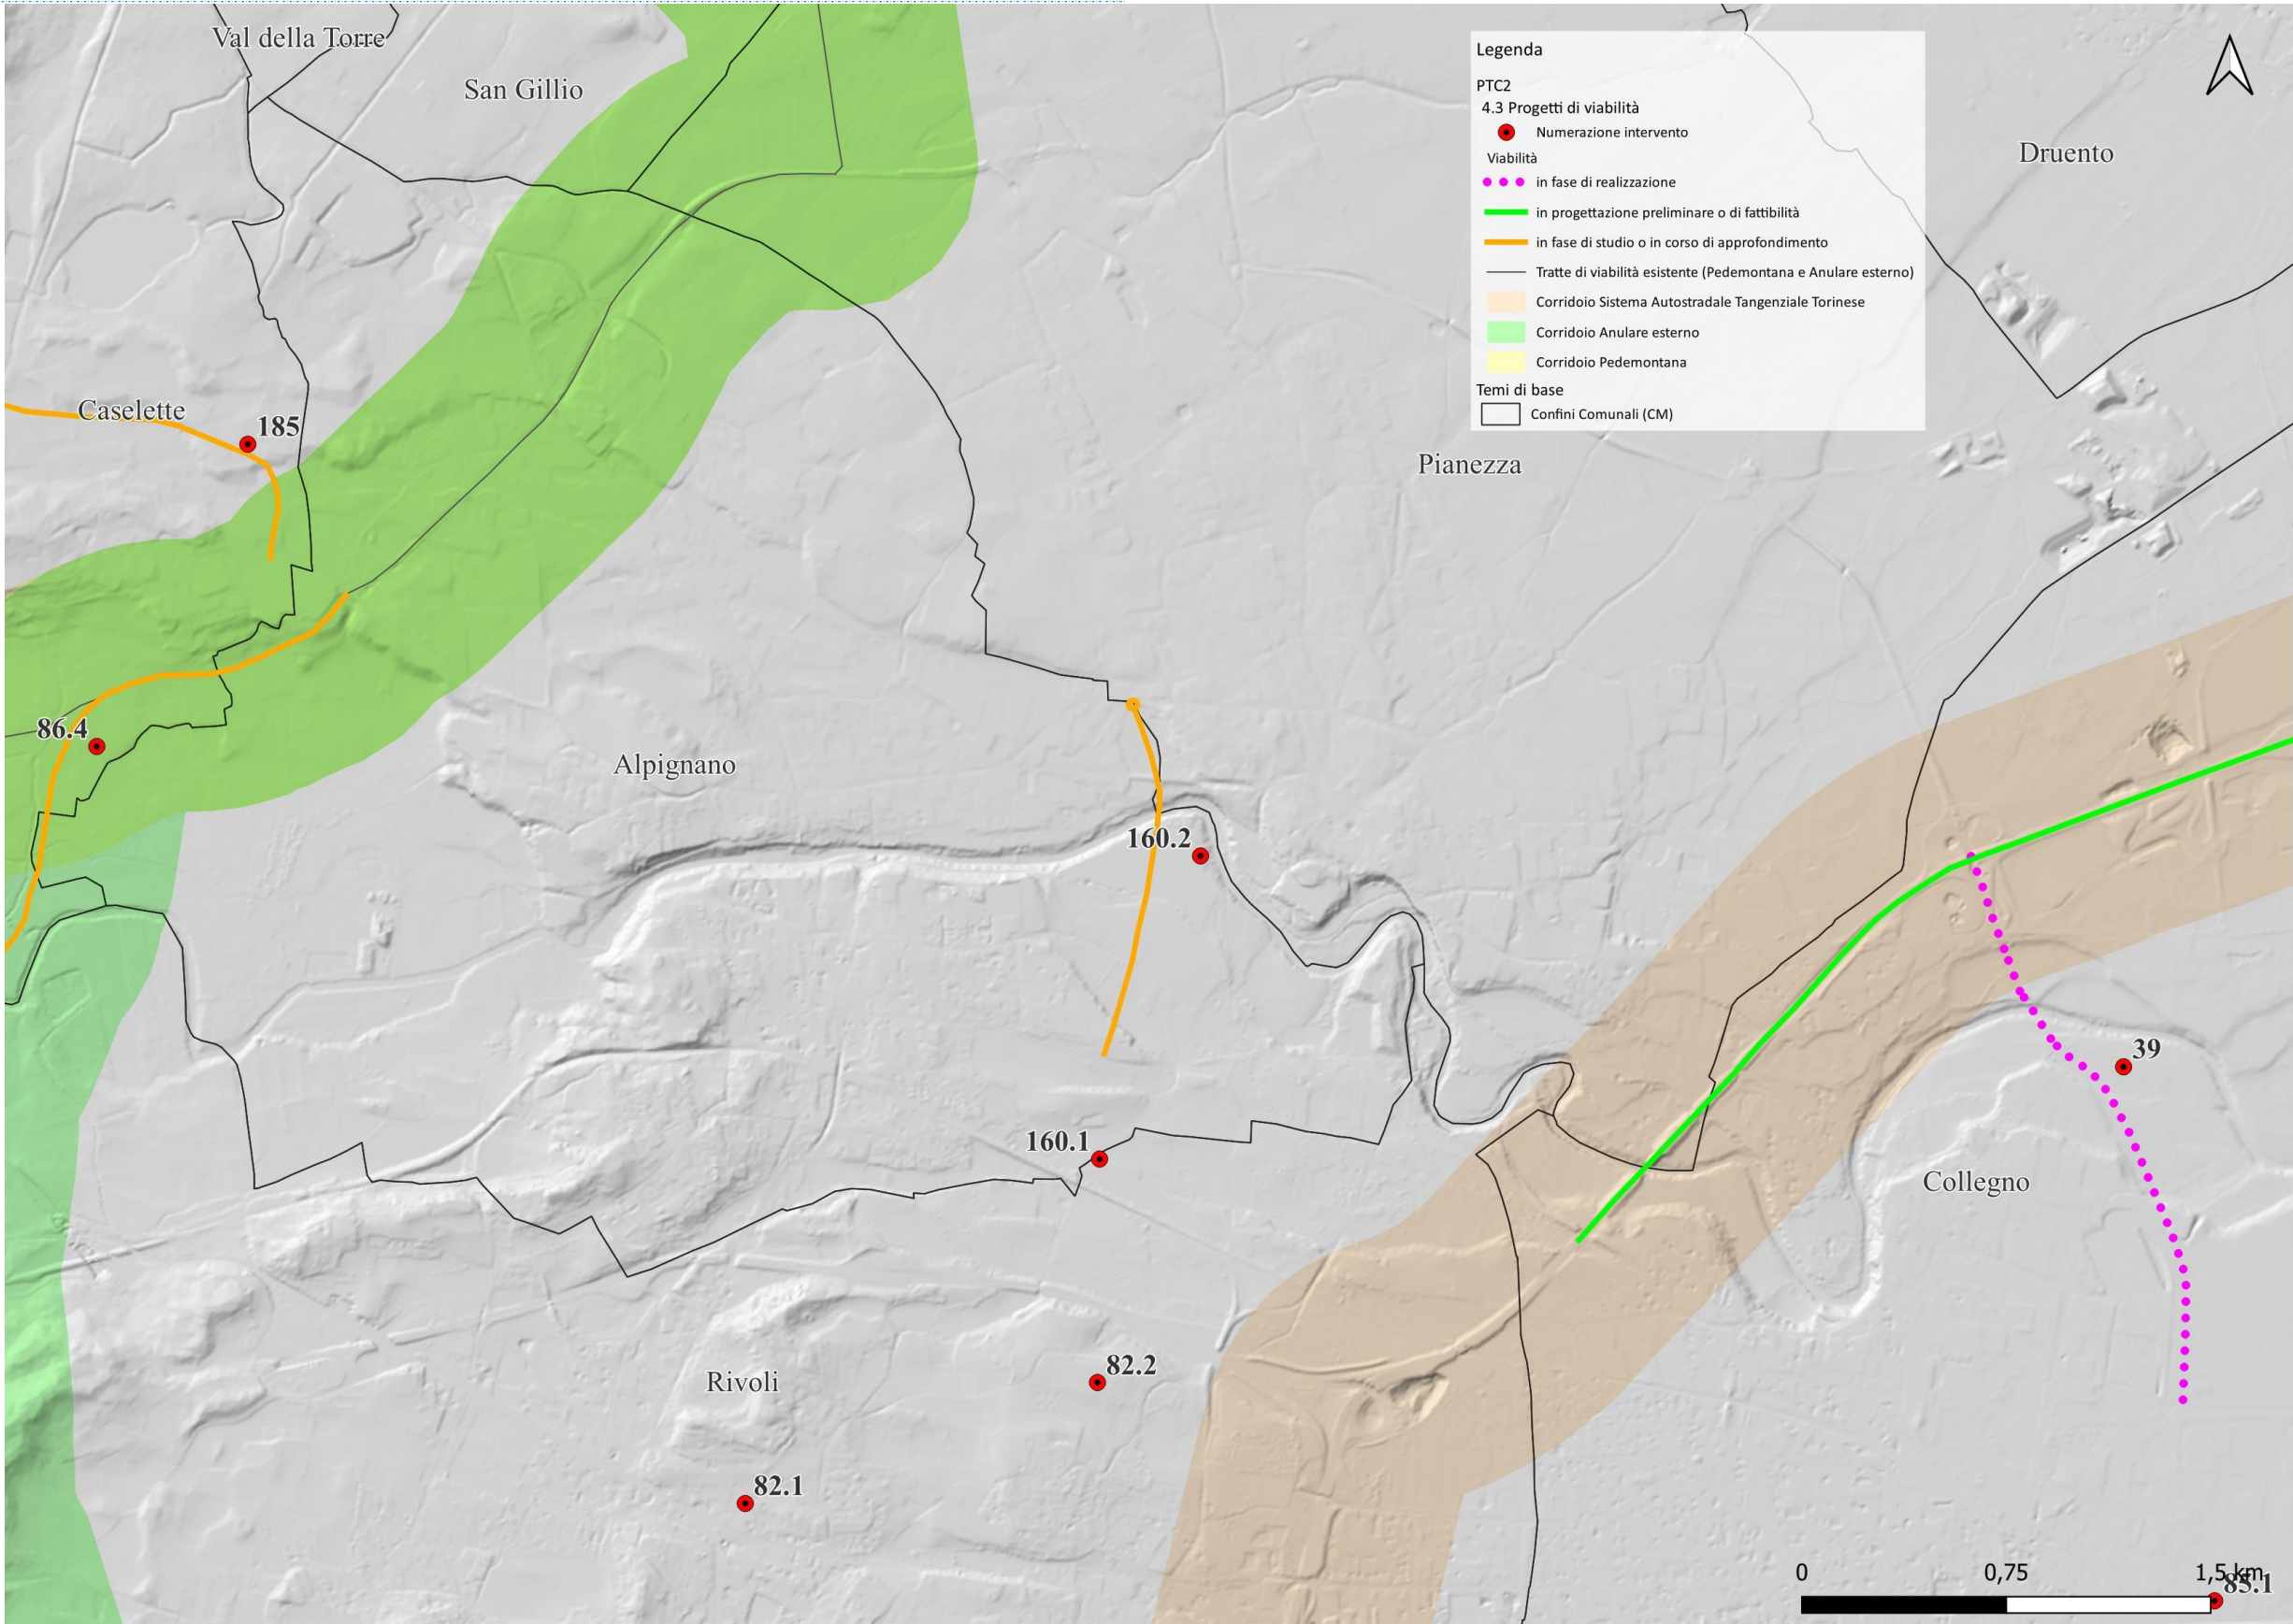 Val della Torre
San Gillio
Legenda
PTC2
4.3 Progetti di viabilità
Numerazione intervento
Viabilità
in fase di realizzazione
in progettazione preliminare o di fattibilità
in fase di studio o in corso di approfondimento
Tratte di viabilità esistente (Pedemontana e Anulare esterno)
Corridoio Sistema Autostradale Tangenziale Torinese
Corridoio Anulare esterno
Corridoio Pedemontana
Temi di base
Confini Comunali (CM)
Druento
Caselette
185
Pianezza
86.4
Alpignano
160.2
39
160.1
Collegno
82.2
Rivoli
82.1
0 0,75 1,5 km
85.1